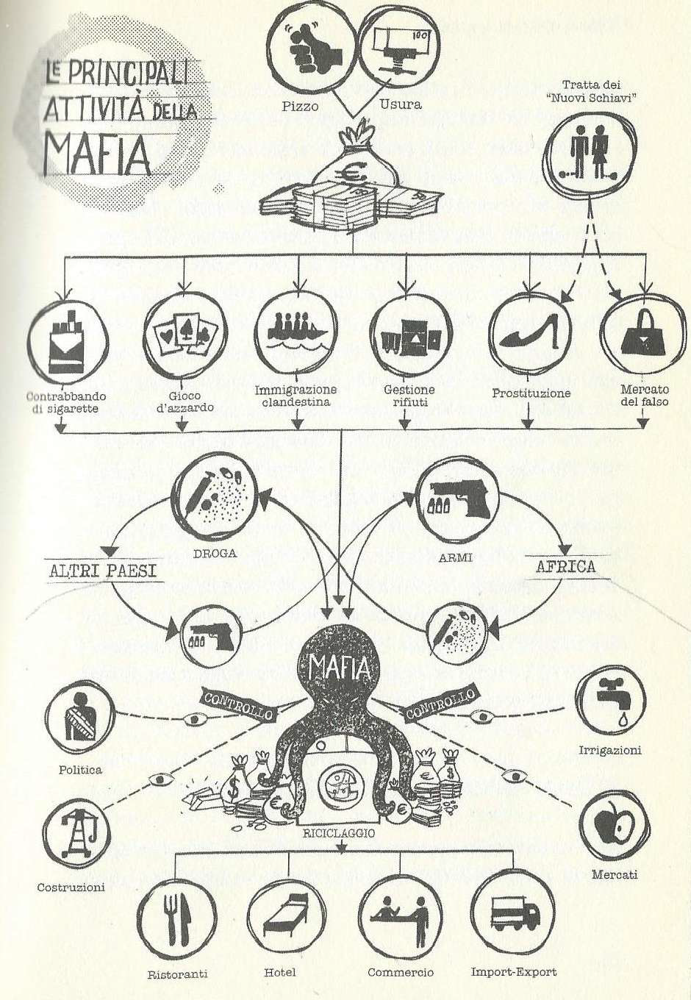 LE PRINCIPALI
ATTIVITÀ DELLA
MAFIA
100
Pizzo
Usura
Tratta dei
"Nuovi Schiavi"
€
Contrabbando
di sigarette
Gioco
d'azzardo
Immigrazione
clandestina
Gestione
rifiuti
Prostituzione
Mercato
del falso
DROGA
ARMI
ALTRI PAESI
AFRICA
MAFIA
CONTROLLO
CONTROLLO
Politica
Irrigazioni
$
€
€
$
€
€
RICICLAGGIO
Costruzioni
Mercati
Ristoranti
Hotel
Commercio
Import-Export